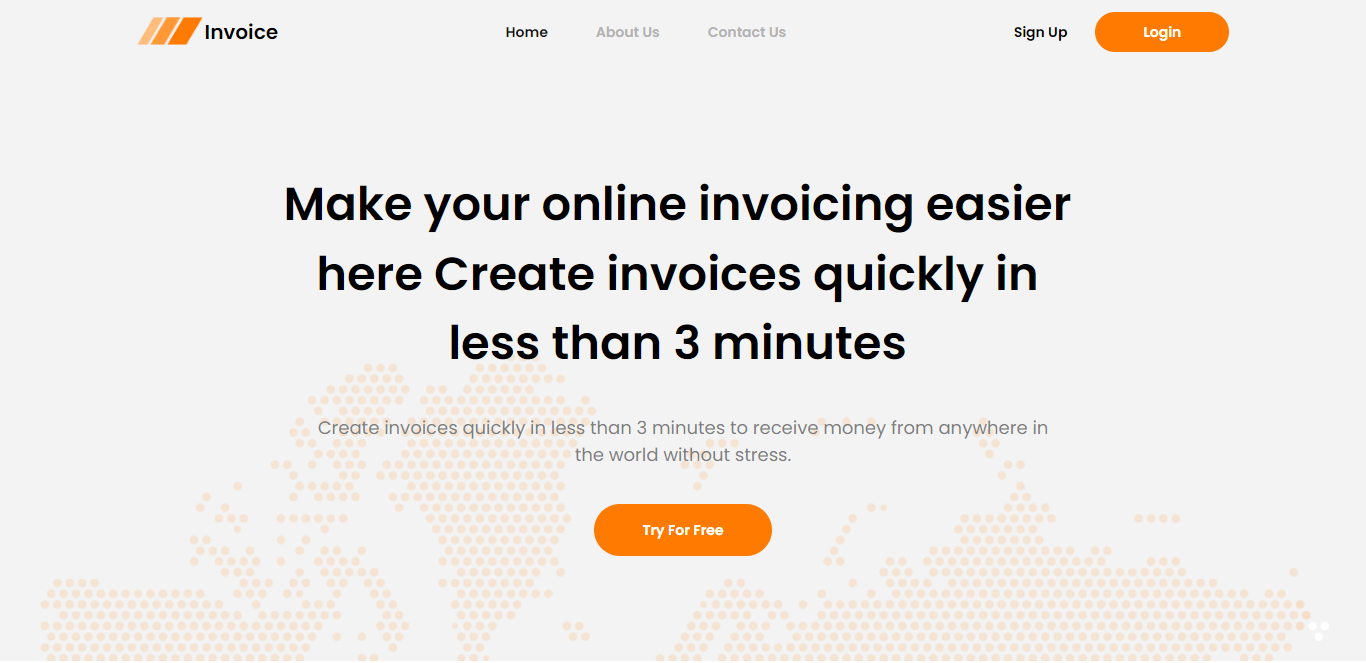 Invoice
Home
About Us
Contact Us
Sign Up
Login
Make your online invoicing easier
here Create invoices quickly in
less than 3 minutes
Create invoices quickly in less than 3 minutes to receive money from anywhere in
the world without stress.
Try For Free